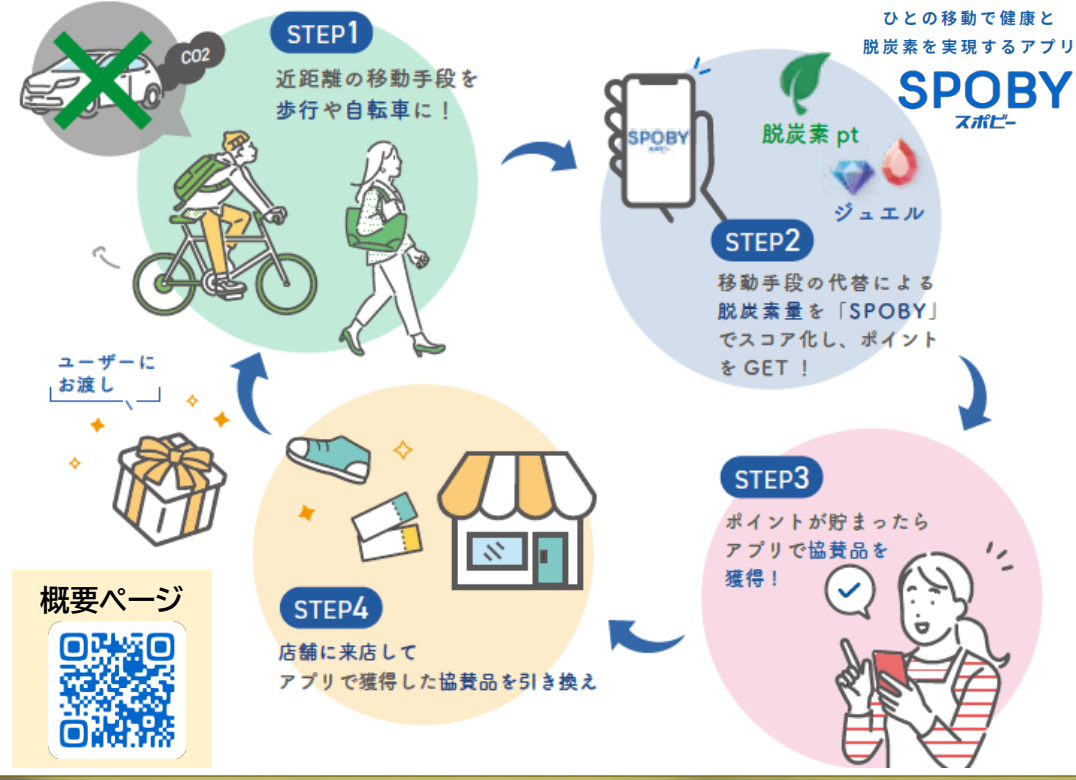 CO2
STEP1
近距離の移動手段を
歩行や自転車に!
ひとの移動で健康と
脱炭素を実現するアプリ
SPOBY
スポビー
SPOBY
脱炭素 pt
ジュエル
STEP2
移動手段の代替による
脱炭素量を「SPOBY」
でスコア化し、ポイント
を GET !
STEP3
ポイントが貯まったら
アプリで協賛品を
獲得!
STEP4
店舗に来店して
アプリで獲得した協賛品を引き換え
ユーザーに
お渡し
概要ページ